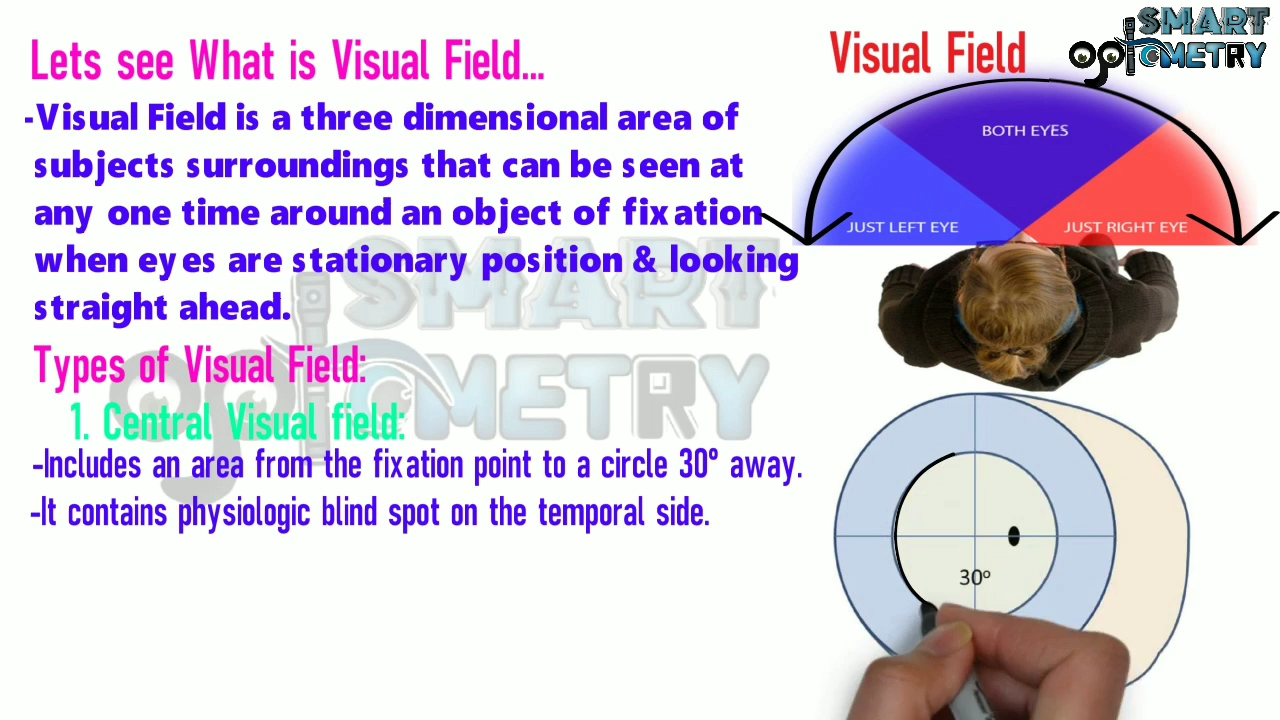 Lets see What is Visual Field...
-Visual Field is a three dimensional area of
subjects surroundings that can be seen at
any one time around an object of fixation
when eyes are stationary position & looking
straight ahead.
Types of Visual Field:
1. Central Visual field:
-Includes an area from the fixation point to a circle 30° away.
-It contains physiologic blind spot on the temporal side.
Visual Field
SMART
OPTOMETRY
BOTH EYES
JUST LEFT EYE
JUST RIGHT EYE
30º
SMART
OPTOMETRY